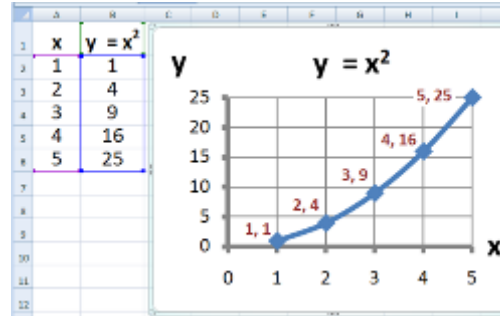 A B C D E F G H I
1 x y = x²
2 1 1
3 2 4
4 3 9
5 4 16
6 5 25
7
8
9
10
11
12
y y = x²
25
20
15
10
5
0
5, 25
4, 16
3, 9
2, 4
1, 1
x
0 1 2 3 4 5